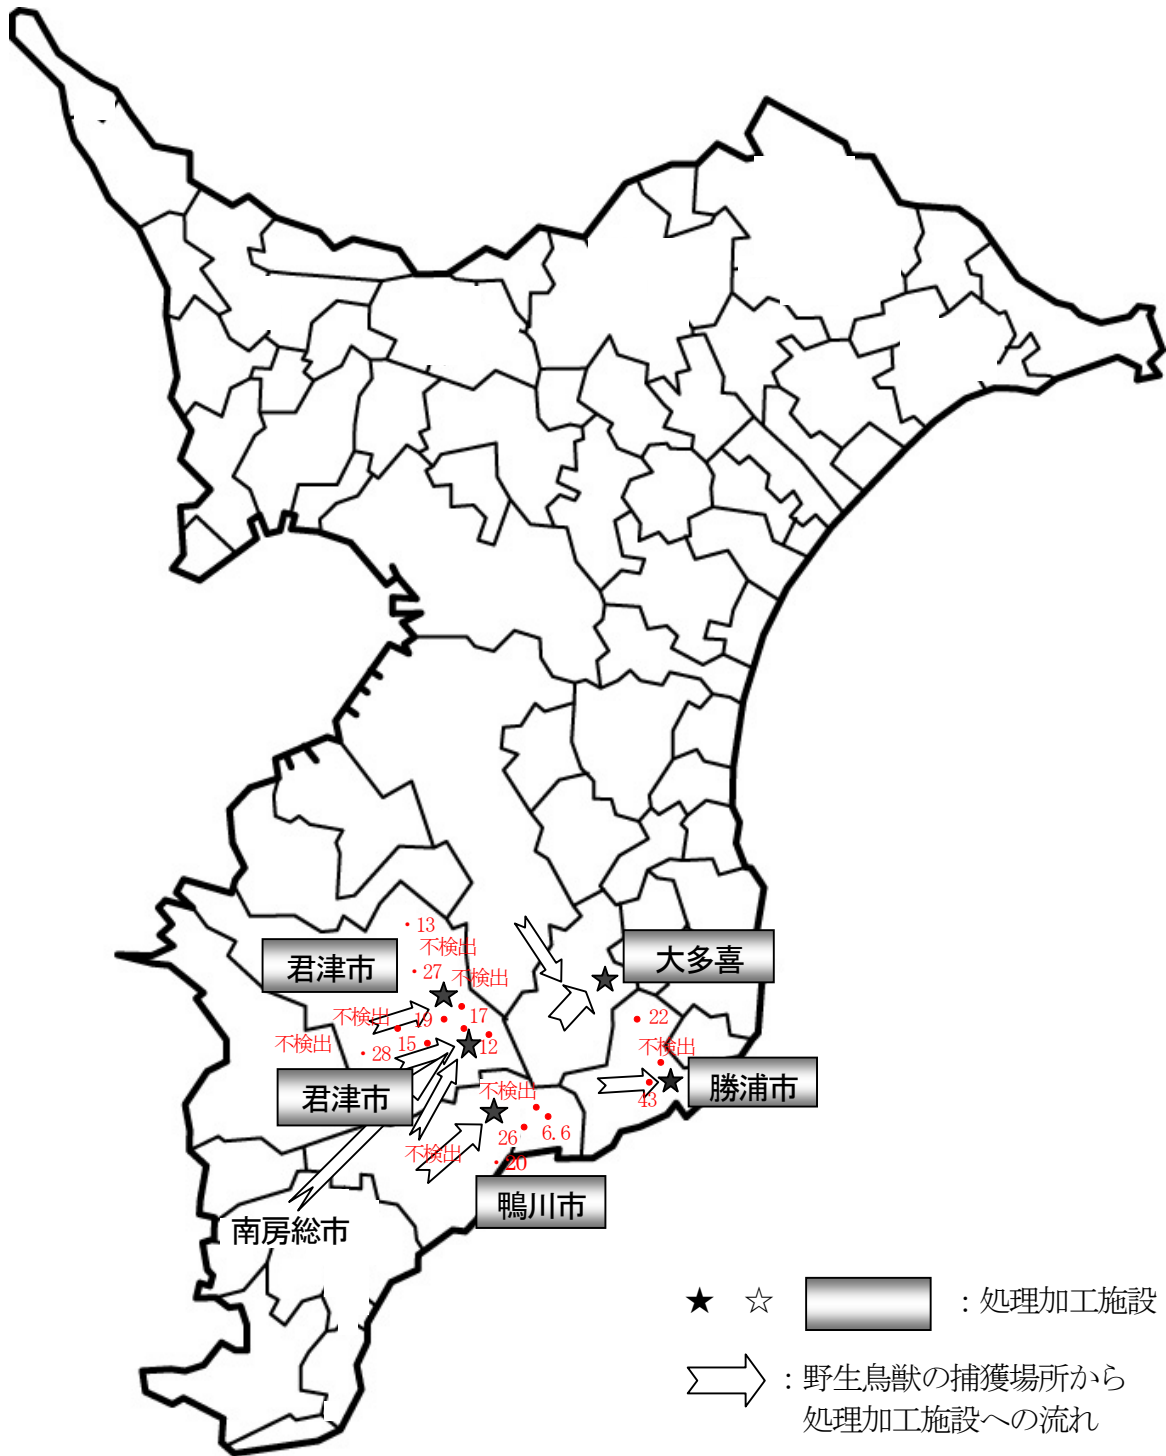 13
不検出
君津市
27
不検出
大多喜
不検出
19
17
22
不検出
15
28
12
不検出
君津市
不検出
43
勝浦市
26
6.6
不検出
20
鴨川市
南房総市
★ ☆ ：処理加工施設
：野生鳥獣の捕獲場所から
処理加工施設への流れ